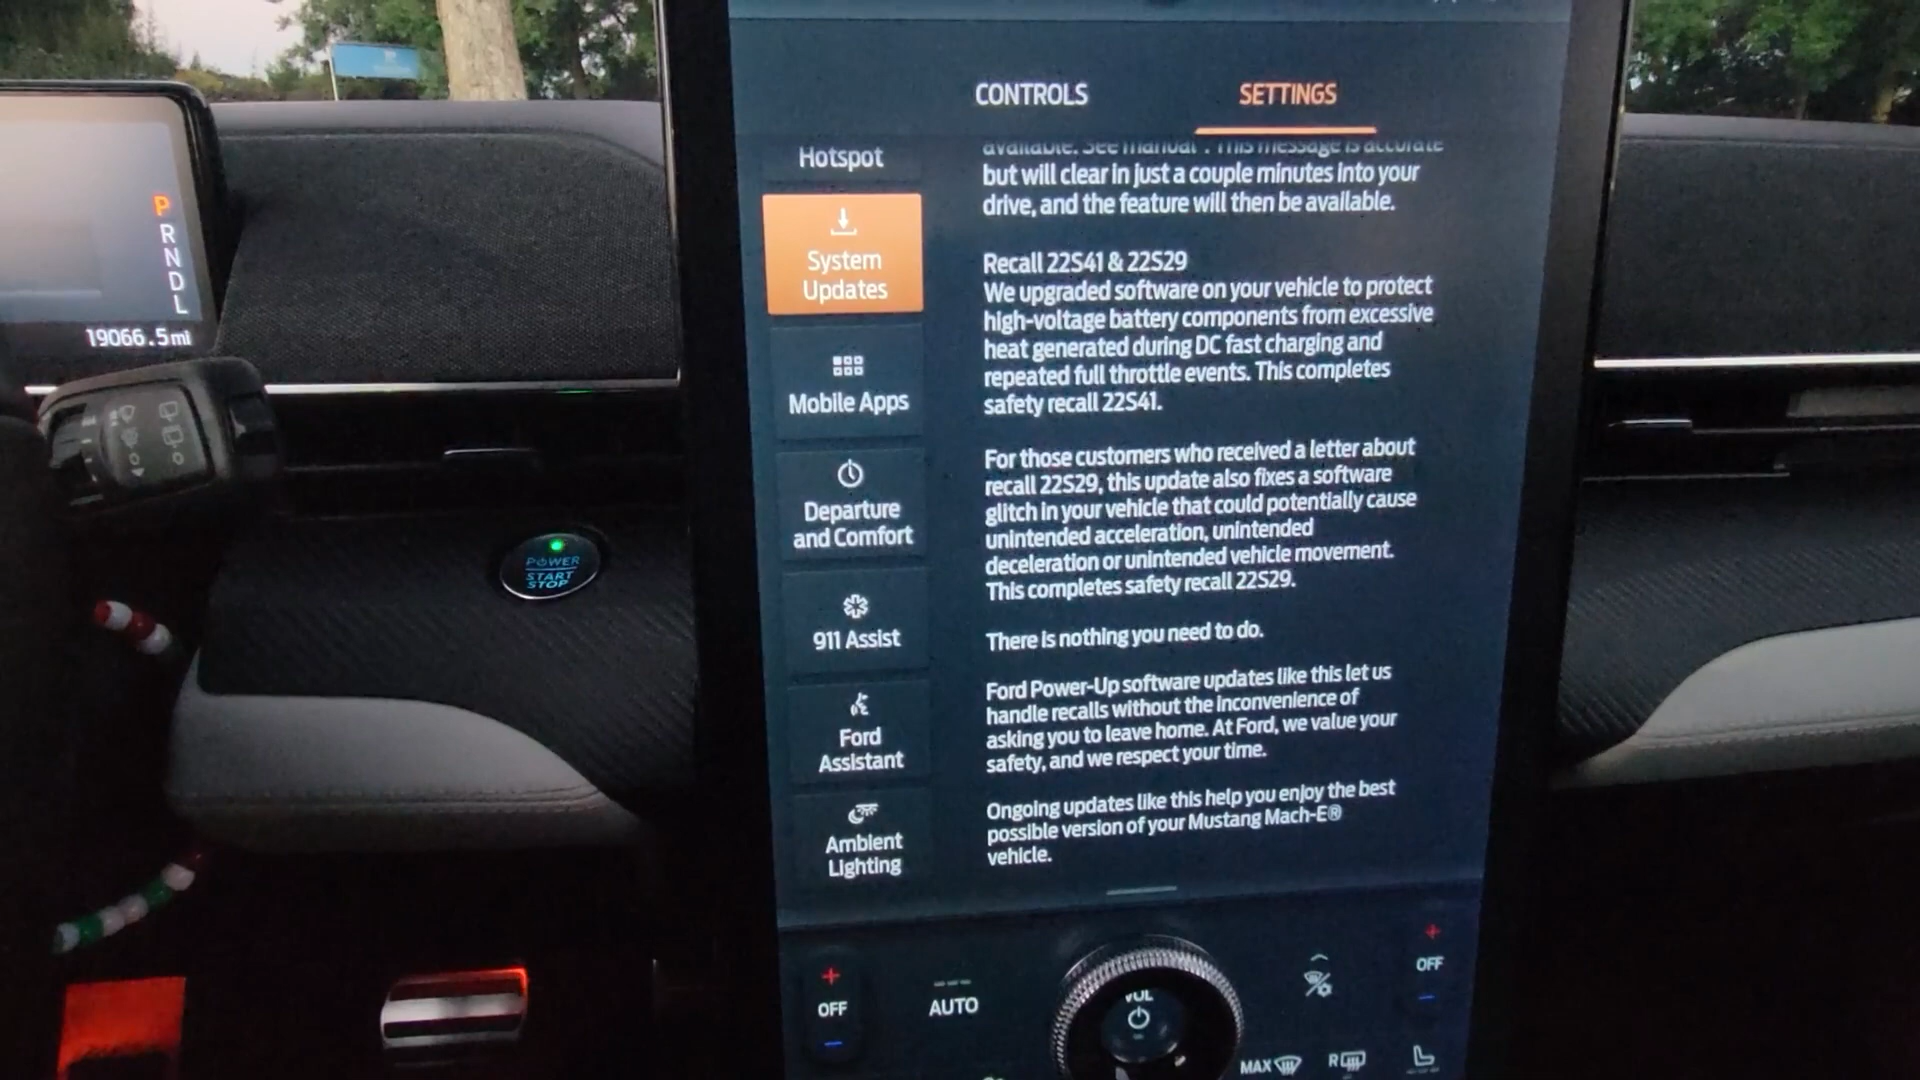 CONTROLS
SETTINGS
P
R
N
D
L
19066.5mi
POWER
START
STOP
Hotspot
System
Updates
Mobile Apps
Departure
and Comfort
911 Assist
Ford
Assistant
Ambient
Lighting
available. See manual". This message is accurate
but will clear in just a couple minutes into your
drive, and the feature will then be available.
Recall 22S41 & 22S29
We upgraded software on your vehicle to protect
high-voltage battery components from excessive
heat generated during DC fast charging and
repeated full throttle events. This completes
safety recall 22S41.
For those customers who received a letter about
recall 22S29, this update also fixes a software
glitch in your vehicle that could potentially cause
unintended acceleration, unintended
deceleration or unintended vehicle movement.
This completes safety recall 22S29.
There is nothing you need to do.
Ford Power-Up software updates like this let us
handle recalls without the inconvenience of
asking you to leave home. At Ford, we value your
safety, and we respect your time.
Ongoing updates like this help you enjoy the best
possible version of your Mustang Mach-E®
vehicle.
+
OFF
−
---
AUTO
VOL
+
OFF
−
MAX
R